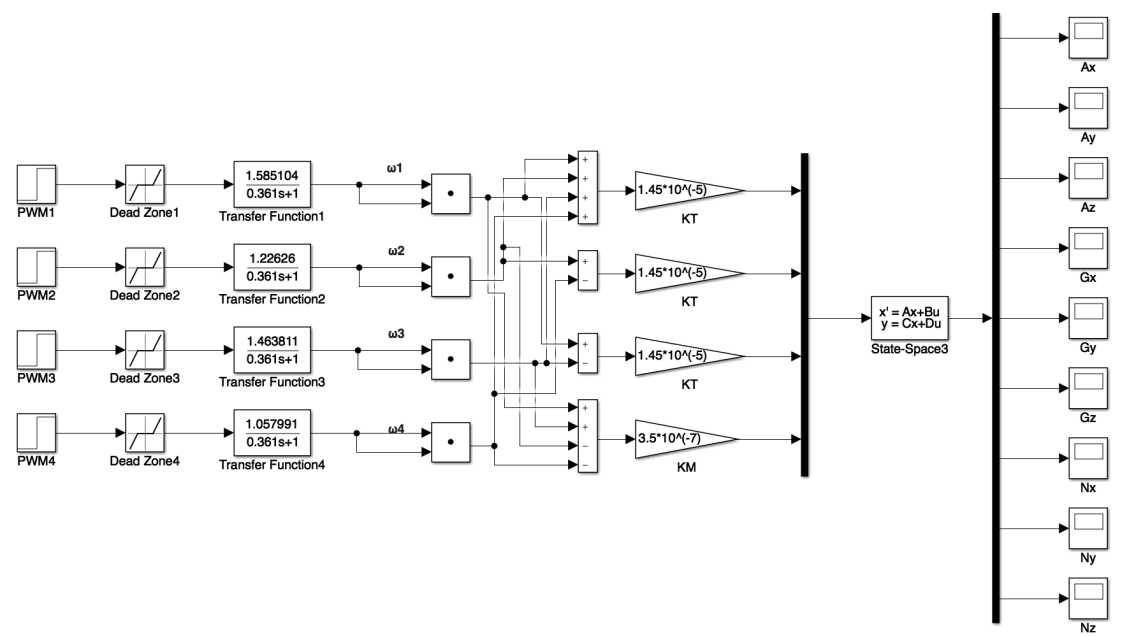 Ax
Ay
Az
Gx
Gy
Gz
Nx
Ny
Nz
PWM1
Dead Zone1
1.585104
0.361s+1
Transfer Function1
ω1
+
+
+
+
1.45*10^(-5)
KT
PWM2
Dead Zone2
1.22626
0.361s+1
Transfer Function2
ω2
+
−
1.45*10^(-5)
KT
PWM3
Dead Zone3
1.463811
0.361s+1
Transfer Function3
ω3
+
−
1.45*10^(-5)
KT
PWM4
Dead Zone4
1.057991
0.361s+1
Transfer Function4
ω4
+
+
−
−
3.5*10^(-7)
KM
x' = Ax+Bu
y = Cx+Du
State-Space3